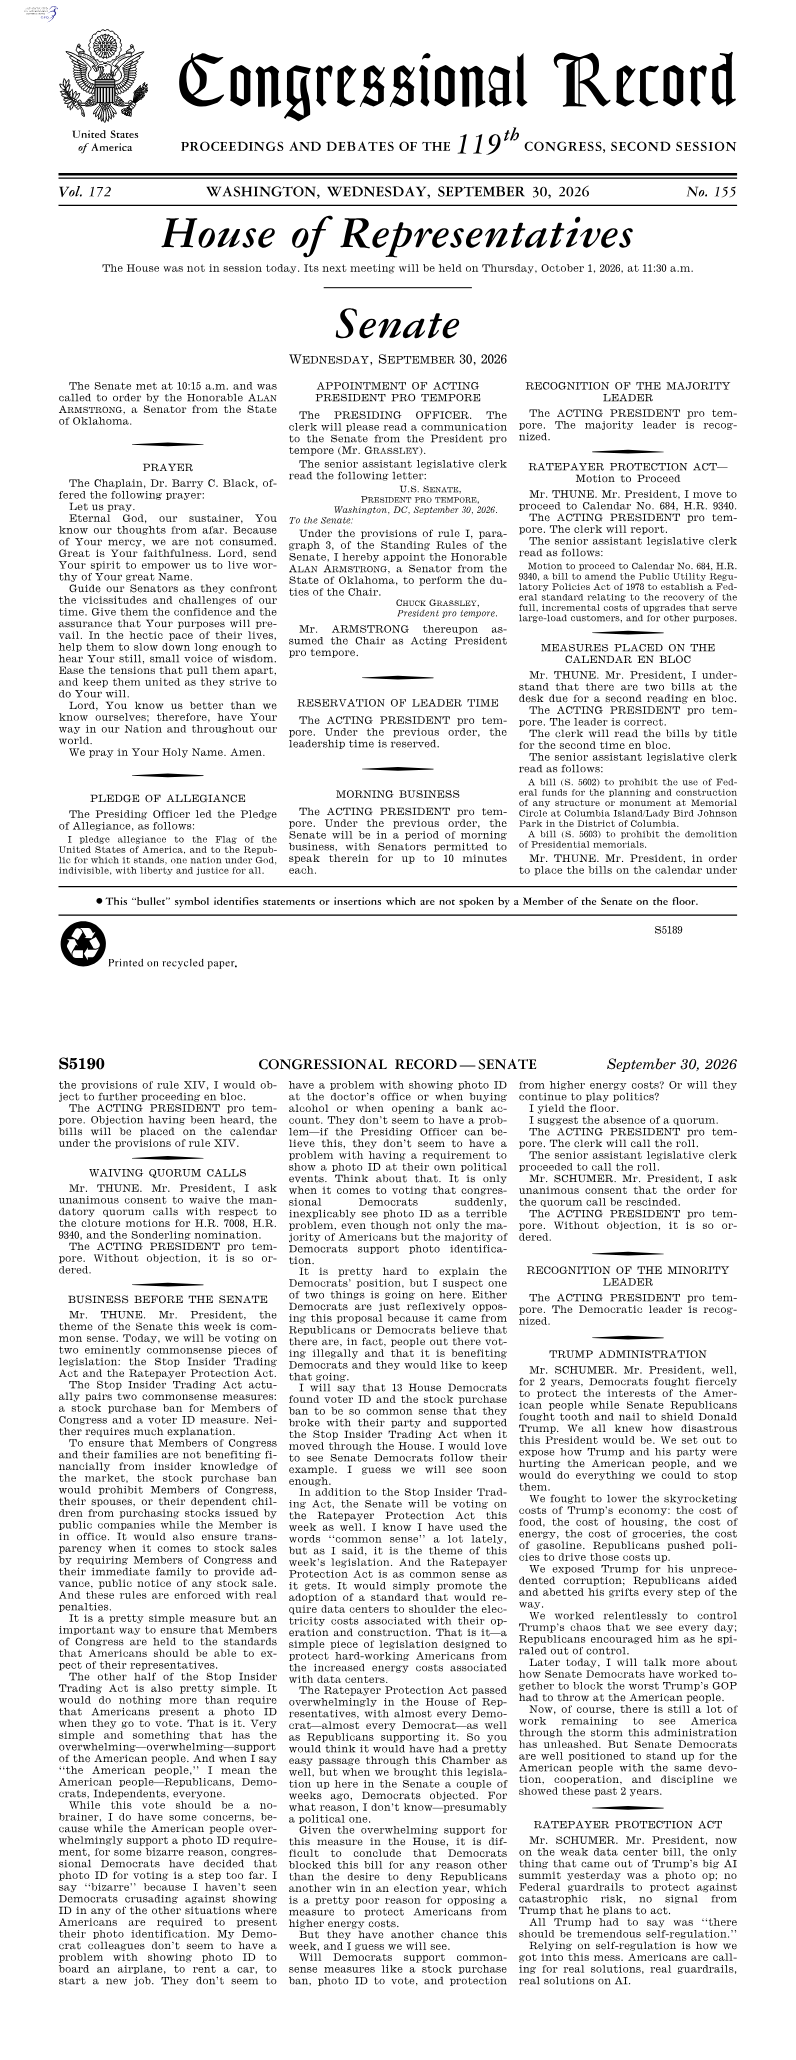 Congressional Record
United States
of America
PROCEEDINGS AND DEBATES OF THE 119th CONGRESS, SECOND SESSION
Vol. 172
WASHINGTON, WEDNESDAY, SEPTEMBER 30, 2026
No. 155
House of Representatives
The House was not in session today. Its next meeting will be held on Thursday, October 1, 2026, at 11:30 a.m.
Senate
WEDNESDAY, SEPTEMBER 30, 2026
The Senate met at 10:15 a.m. and was
called to order by the Honorable ALAN
ARMSTRONG, a Senator from the State
of Oklahoma.
PRAYER
The Chaplain, Dr. Barry C. Black, of-
fered the following prayer:
Let us pray.
Eternal God, our sustainer, You
know our thoughts from afar. Because
of Your mercy, we are not consumed.
Great is Your faithfulness. Lord, send
Your spirit to empower us to live wor-
thy of Your great Name.
Guide our Senators as they confront
the vicissitudes and challenges of our
time. Give them the confidence and the
assurance that Your purposes will pre-
vail. In the hectic pace of their lives,
help them to slow down long enough to
hear Your still, small voice of wisdom.
Ease the tensions that pull them apart,
and keep them united as they strive to
do Your will.
Lord, You know us better than we
know ourselves; therefore, have Your
way in our Nation and throughout our
world.
We pray in Your Holy Name. Amen.
PLEDGE OF ALLEGIANCE
The Presiding Officer led the Pledge
of Allegiance, as follows:
I pledge allegiance to the Flag of the
United States of America, and to the Repub-
lic for which it stands, one nation under God,
indivisible, with liberty and justice for all.
APPOINTMENT OF ACTING
PRESIDENT PRO TEMPORE
The PRESIDING OFFICER. The
clerk will please read a communication
to the Senate from the President pro
tempore (Mr. GRASSLEY).
The senior assistant legislative clerk
read the following letter:
U.S. SENATE,
PRESIDENT PRO TEMPORE,
Washington, DC, September 30, 2026.
To the Senate:
Under the provisions of rule I, para-
graph 3, of the Standing Rules of the
Senate, I hereby appoint the Honorable
ALAN ARMSTRONG, a Senator from the
State of Oklahoma, to perform the du-
ties of the Chair.
CHUCK GRASSLEY,
President pro tempore.
Mr. ARMSTRONG thereupon as-
sumed the Chair as Acting President
pro tempore.
RESERVATION OF LEADER TIME
The ACTING PRESIDENT pro tem-
pore. Under the previous order, the
leadership time is reserved.
MORNING BUSINESS
The ACTING PRESIDENT pro tem-
pore. Under the previous order, the
Senate will be in a period of morning
business, with Senators permitted to
speak therein for up to 10 minutes
each.
RECOGNITION OF THE MAJORITY
LEADER
The ACTING PRESIDENT pro tem-
pore. The majority leader is recog-
nized.
RATEPAYER PROTECTION ACT—
Motion to Proceed
Mr. THUNE. Mr. President, I move to
proceed to Calendar No. 684, H.R. 9340.
The ACTING PRESIDENT pro tem-
pore. The clerk will report.
The senior assistant legislative clerk
read as follows:
Motion to proceed to Calendar No. 684, H.R.
9340, a bill to amend the Public Utility Regu-
latory Policies Act of 1978 to establish a Fed-
eral standard relating to the recovery of the
full, incremental costs of upgrades that serve
large-load customers, and for other purposes.
MEASURES PLACED ON THE
CALENDAR EN BLOC
Mr. THUNE. Mr. President, I under-
stand that there are two bills at the
desk due for a second reading en bloc.
The ACTING PRESIDENT pro tem-
pore. The leader is correct.
The clerk will read the bills by title
for the second time en bloc.
The senior assistant legislative clerk
read as follows:
A bill (S. 5602) to prohibit the use of Fed-
eral funds for the planning and construction
of any structure or monument at Memorial
Circle at Columbia Island/Lady Bird Johnson
Park in the District of Columbia.
A bill (S. 5603) to prohibit the demolition
of Presidential memorials.
Mr. THUNE. Mr. President, in order
to place the bills on the calendar under
● This “bullet” symbol identifies statements or insertions which are not spoken by a Member of the Senate on the floor.
S5189
Printed on recycled paper.
S5190
CONGRESSIONAL RECORD — SENATE
September 30, 2026
the provisions of rule XIV, I would ob-
ject to further proceeding en bloc.
The ACTING PRESIDENT pro tem-
pore. Objection having been heard, the
bills will be placed on the calendar
under the provisions of rule XIV.
WAIVING QUORUM CALLS
Mr. THUNE. Mr. President, I ask
unanimous consent to waive the man-
datory quorum calls with respect to
the cloture motions for H.R. 7008, H.R.
9340, and the Sonderling nomination.
The ACTING PRESIDENT pro tem-
pore. Without objection, it is so or-
dered.
BUSINESS BEFORE THE SENATE
Mr. THUNE. Mr. President, the
theme of the Senate this week is com-
mon sense. Today, we will be voting on
two eminently commonsense pieces of
legislation: the Stop Insider Trading
Act and the Ratepayer Protection Act.
The Stop Insider Trading Act actu-
ally pairs two commonsense measures:
a stock purchase ban for Members of
Congress and a voter ID measure. Nei-
ther requires much explanation.
To ensure that Members of Congress
and their families are not benefiting fi-
nancially from insider knowledge of
the market, the stock purchase ban
would prohibit Members of Congress,
their spouses, or their dependent chil-
dren from purchasing stocks issued by
public companies while the Member is
in office. It would also ensure trans-
parency when it comes to stock sales
by requiring Members of Congress and
their immediate family to provide ad-
vance, public notice of any stock sale.
And these rules are enforced with real
penalties.
It is a pretty simple measure but an
important way to ensure that Members
of Congress are held to the standards
that Americans should be able to ex-
pect of their representatives.
The other half of the Stop Insider
Trading Act is also pretty simple. It
would do nothing more than require
that Americans present a photo ID
when they go to vote. That is it. Very
simple and something that has the
overwhelming—overwhelming—support
of the American people. And when I say
‘‘the American people,’’ I mean the
American people—Republicans, Demo-
crats, Independents, everyone.
While this vote should be a no-
brainer, I do have some concerns, be-
cause while the American people over-
whelmingly support a photo ID require-
ment, for some bizarre reason, congres-
sional Democrats have decided that
photo ID for voting is a step too far. I
say ‘‘bizarre’’ because I haven’t seen
Democrats crusading against showing
ID in any of the other situations where
Americans are required to present
their photo identification. My Demo-
crat colleagues don’t seem to have a
problem with showing photo ID to
board an airplane, to rent a car, to
start a new job. They don’t seem to
have a problem with showing photo ID
at the doctor’s office or when buying
alcohol or when opening a bank ac-
count. They don’t seem to have a prob-
lem—if the Presiding Officer can be-
lieve this, they don’t seem to have a
problem with having a requirement to
show a photo ID at their own political
events. Think about that. It is only
when it comes to voting that congres-
sional Democrats suddenly,
inexplicably see photo ID as a terrible
problem, even though not only the ma-
jority of Americans but the majority of
Democrats support photo identifica-
tion.
It is pretty hard to explain the
Democrats’ position, but I suspect one
of two things is going on here. Either
Democrats are just reflexively oppos-
ing this proposal because it came from
Republicans or Democrats believe that
there are, in fact, people out there vot-
ing illegally and that it is benefiting
Democrats and they would like to keep
that going.
I will say that 13 House Democrats
found voter ID and the stock purchase
ban to be so common sense that they
broke with their party and supported
the Stop Insider Trading Act when it
moved through the House. I would love
to see Senate Democrats follow their
example. I guess we will see soon
enough.
In addition to the Stop Insider Trad-
ing Act, the Senate will be voting on
the Ratepayer Protection Act this
week as well. I know I have used the
words ‘‘common sense’’ a lot lately,
but as I said, it is the theme of this
week’s legislation. And the Ratepayer
Protection Act is as common sense as
it gets. It would simply promote the
adoption of a standard that would re-
quire data centers to shoulder the elec-
tricity costs associated with their op-
eration and construction. That is it—a
simple piece of legislation designed to
protect hard-working Americans from
the increased energy costs associated
with data centers.
The Ratepayer Protection Act passed
overwhelmingly in the House of Rep-
resentatives, with almost every Demo-
crat—almost every Democrat—as well
as Republicans supporting it. So you
would think it would have had a pretty
easy passage through this Chamber as
well, but when we brought this legisla-
tion up here in the Senate a couple of
weeks ago, Democrats objected. For
what reason, I don’t know—presumably
a political one.
Given the overwhelming support for
this measure in the House, it is dif-
ficult to conclude that Democrats
blocked this bill for any reason other
than the desire to deny Republicans
another win in an election year, which
is a pretty poor reason for opposing a
measure to protect Americans from
higher energy costs.
But they have another chance this
week, and I guess we will see.
Will Democrats support common-
sense measures like a stock purchase
ban, photo ID to vote, and protection
from higher energy costs? Or will they
continue to play politics?
I yield the floor.
I suggest the absence of a quorum.
The ACTING PRESIDENT pro tem-
pore. The clerk will call the roll.
The senior assistant legislative clerk
proceeded to call the roll.
Mr. SCHUMER. Mr. President, I ask
unanimous consent that the order for
the quorum call be rescinded.
The ACTING PRESIDENT pro tem-
pore. Without objection, it is so or-
dered.
RECOGNITION OF THE MINORITY
LEADER
The ACTING PRESIDENT pro tem-
pore. The Democratic leader is recog-
nized.
TRUMP ADMINISTRATION
Mr. SCHUMER. Mr. President, well,
for 2 years, Democrats fought fiercely
to protect the interests of the Amer-
ican people while Senate Republicans
fought tooth and nail to shield Donald
Trump. We all knew how disastrous
this President would be. We set out to
expose how Trump and his party were
hurting the American people, and we
would do everything we could to stop
them.
We fought to lower the skyrocketing
costs of Trump’s economy: the cost of
food, the cost of housing, the cost of
energy, the cost of groceries, the cost
of gasoline. Republicans pushed poli-
cies to drive those costs up.
We exposed Trump for his unprece-
dented corruption; Republicans aided
and abetted his grifts every step of the
way.
We worked relentlessly to control
Trump’s chaos that we see every day;
Republicans encouraged him as he spi-
raled out of control.
Later today, I will talk more about
how Senate Democrats have worked to-
gether to block the worst Trump’s GOP
had to throw at the American people.
Now, of course, there is still a lot of
work remaining to see America
through the storm this administration
has unleashed. But Senate Democrats
are well positioned to stand up for the
American people with the same devo-
tion, cooperation, and discipline we
showed these past 2 years.
RATEPAYER PROTECTION ACT
Mr. SCHUMER. Mr. President, now
on the weak data center bill, the only
thing that came out of Trump’s big AI
summit yesterday was a photo op; no
Federal guardrails to protect against
catastrophic risk, no signal from
Trump that he plans to act.
All Trump had to say was ‘‘there
should be tremendous self-regulation.’’
Relying on self-regulation is how we
got into this mess. Americans are call-
ing for real solutions, real guardrails,
real solutions on AI.